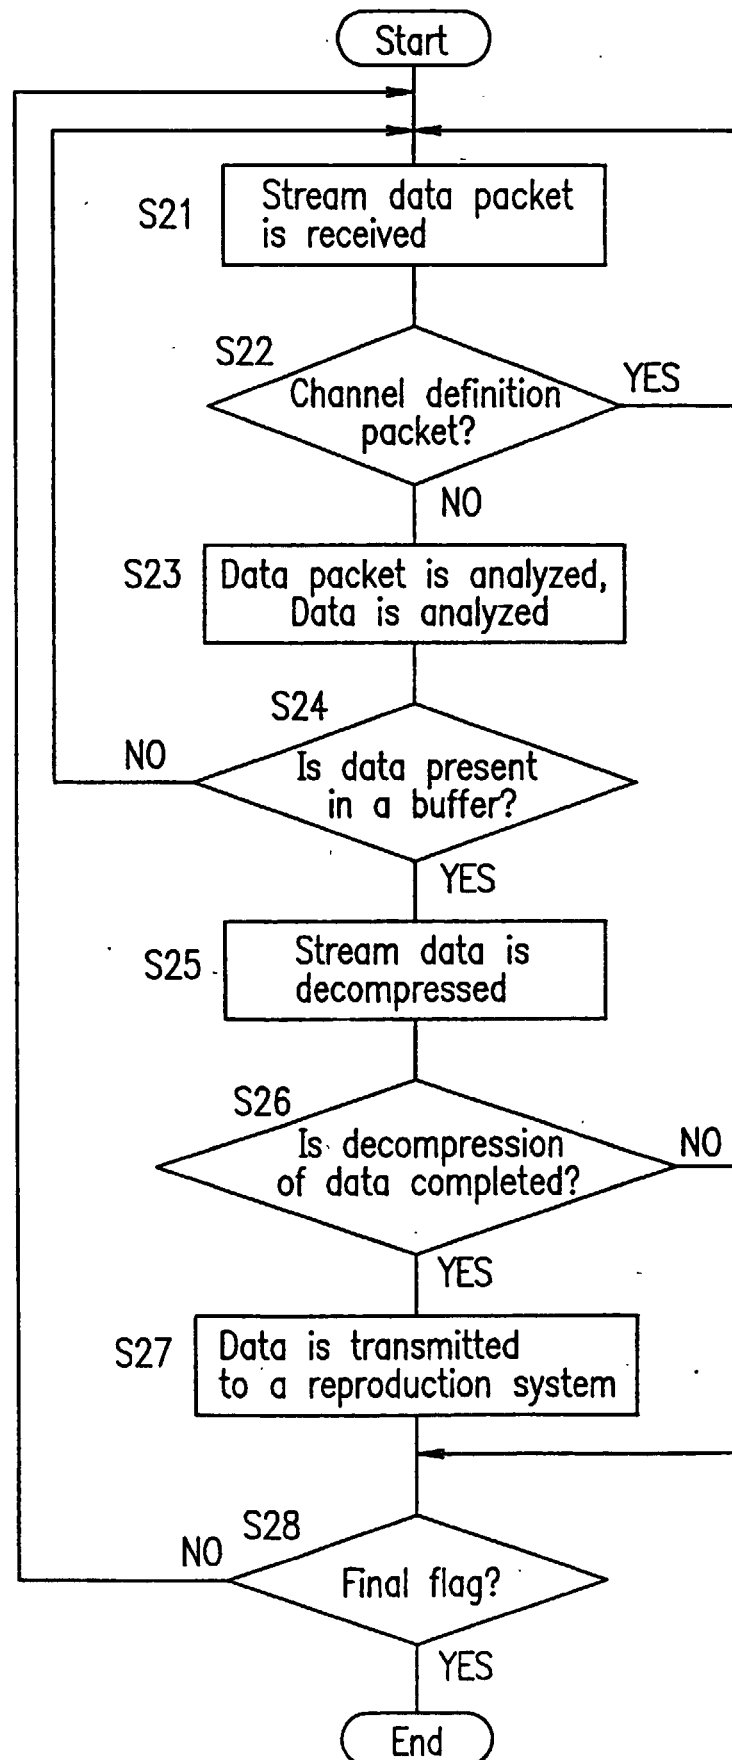 Start
S21
Stream data packet
is received
S22
Channel definition
packet?
YES
NO
S23
Data packet is analyzed,
Data is analyzed
S24
NO
Is data present
in a buffer?
YES
S25
Stream data is
decompressed
S26
Is decompression
of data completed?
NO
YES
S27
Data is transmitted
to a reproduction system
S28
NO
Final flag?
YES
End